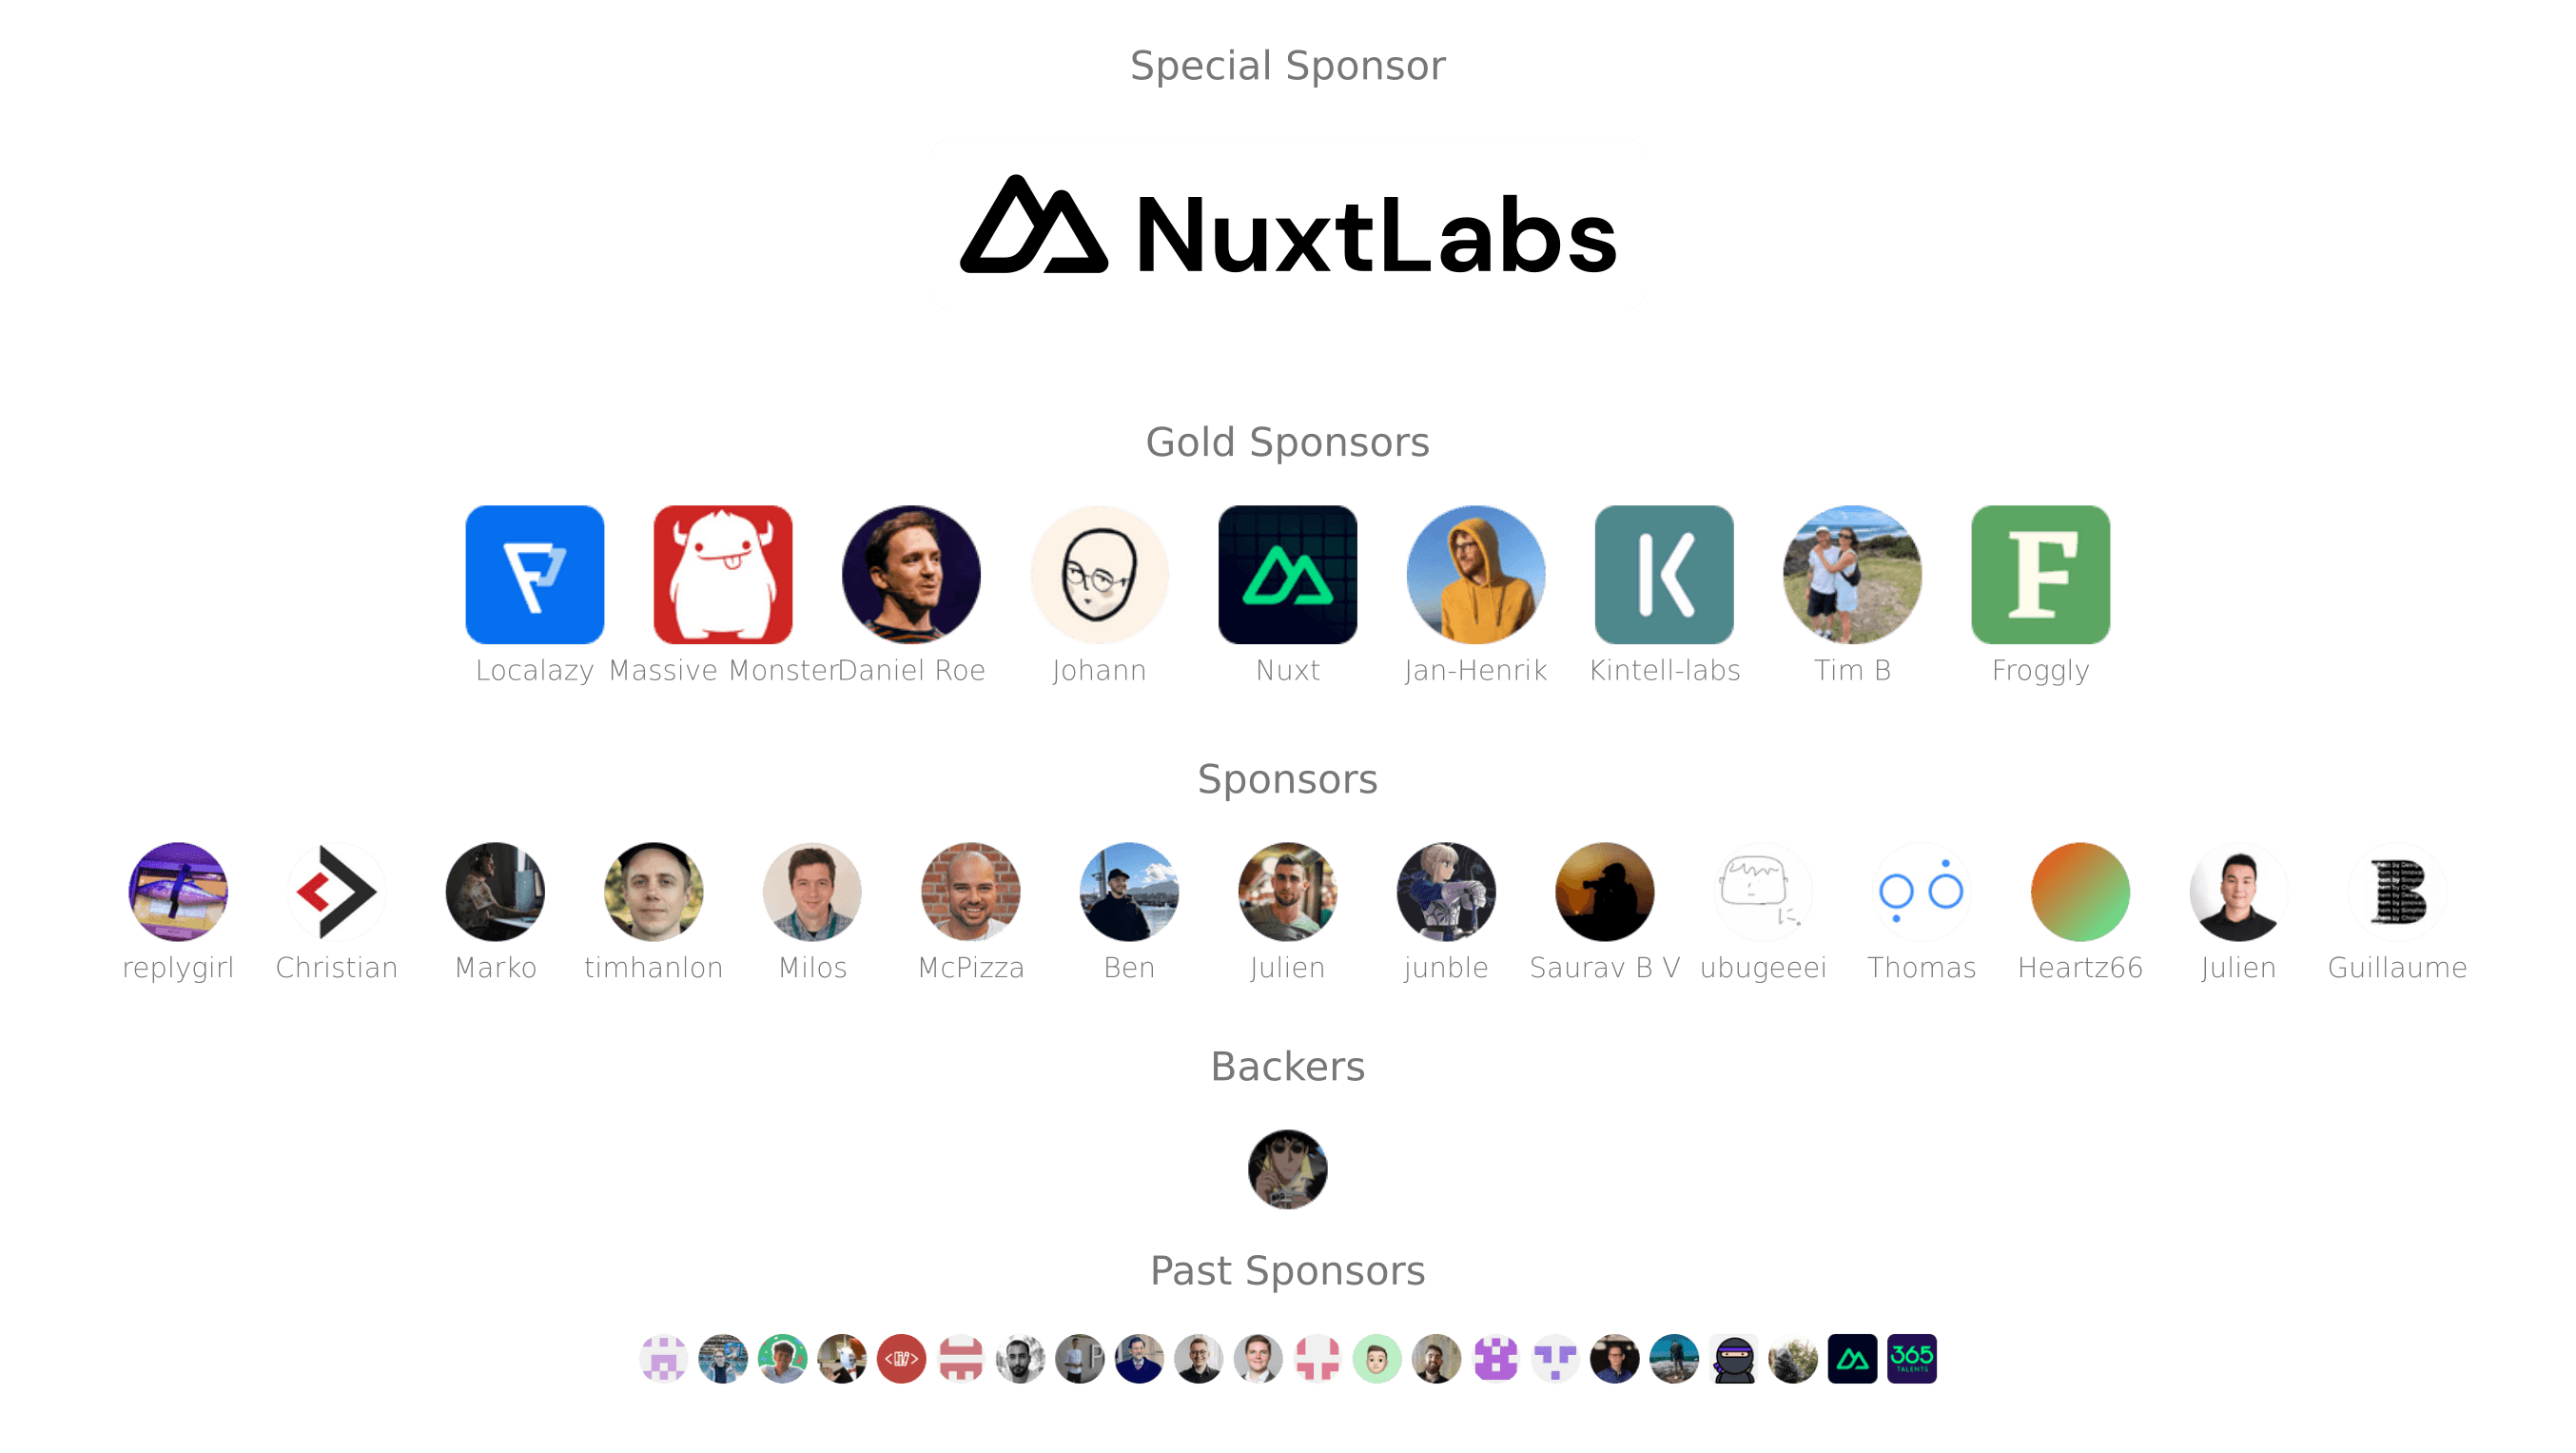 Special Sponsor
NuxtLabs
Gold Sponsors
Localazy Massive Monster Daniel Roe Johann Nuxt Jan-Henrik Kintell-labs Tim B Froggly
Sponsors
replygirl Christian Marko timhanlon Milos McPizza Ben Julien junble Saurav B V ubugeeei Thomas Heartz66 Julien Guillaume
Backers
Past Sponsors
365
TALENTS